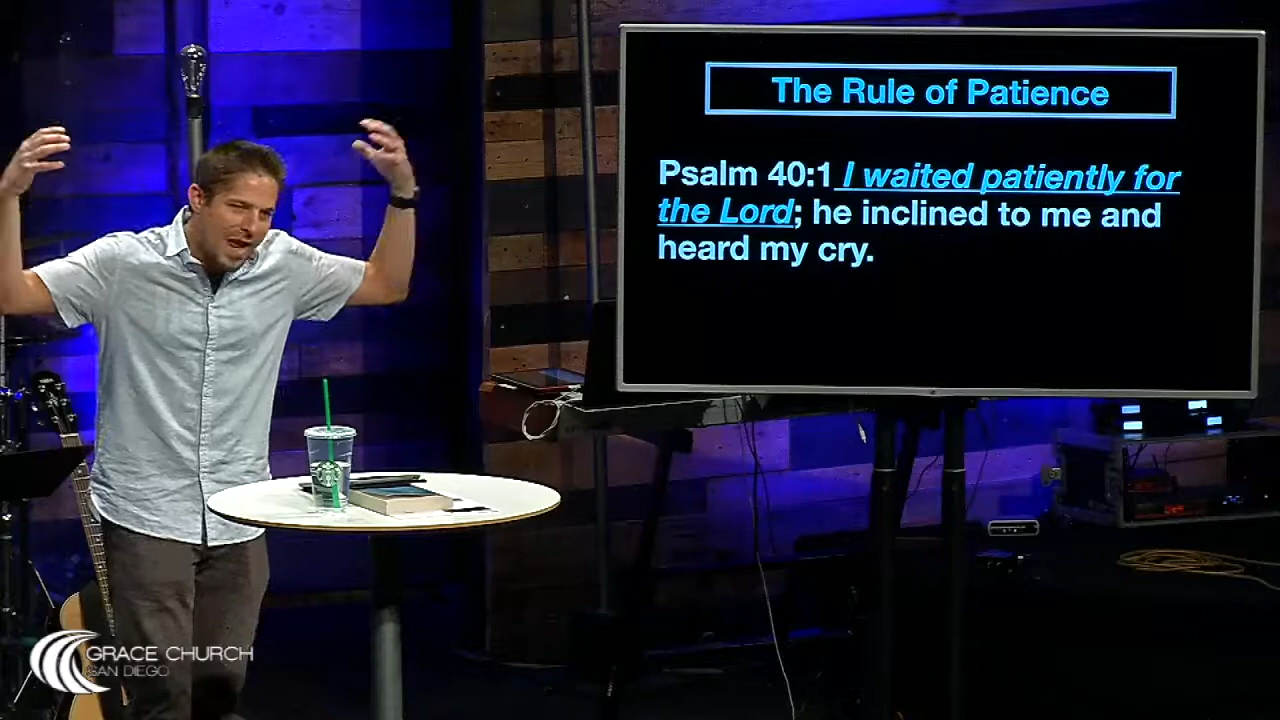 The Rule of Patience
Psalm 40:1 I waited patiently for
the Lord; he inclined to me and
heard my cry.
GRACE CHURCH
SAN DIEGO